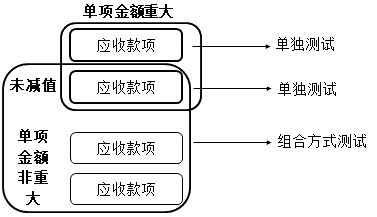 单项金额重大
应收款项
单独测试
未减值
应收款项
单独测试
单项
金额
非重
大
应收款项
组合方式测试
应收款项